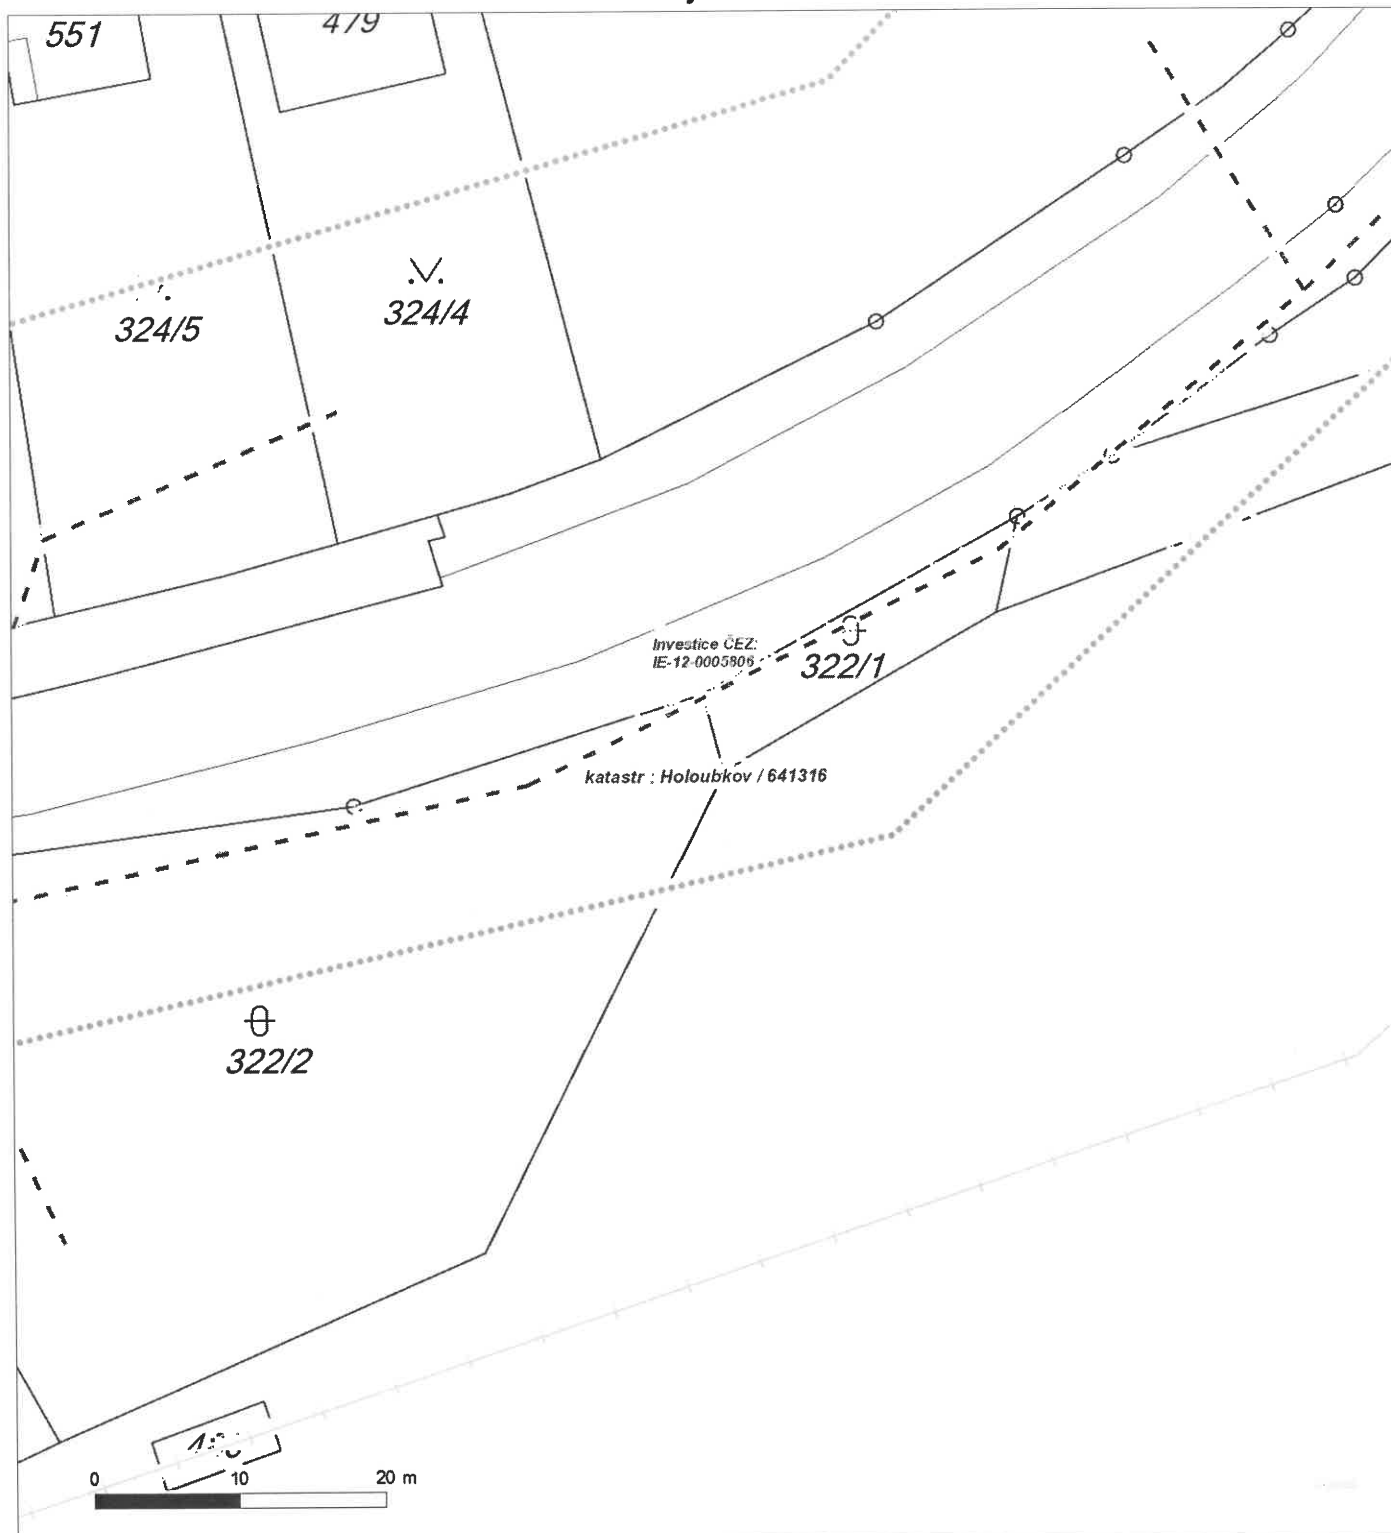 551
479
324/5
324/4
Investice ČEZ:
IE-12-0005806
322/1
katastr : Holoubkov / 641316
322/2
0 10 20 m